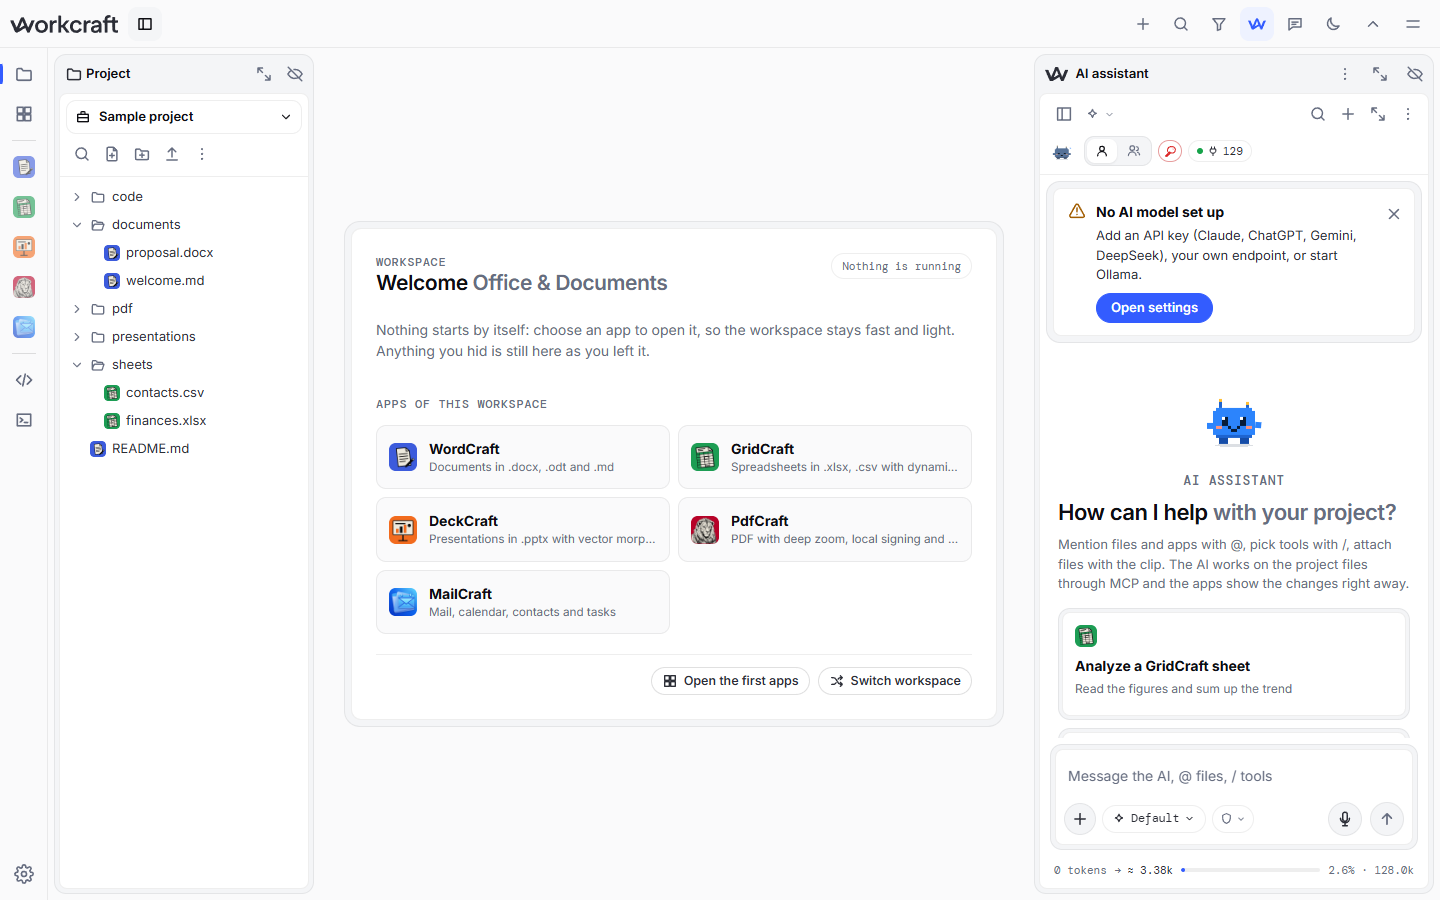 workcraft
Project
Sample project
code
documents
proposal.docx
welcome.md
pdf
presentations
sheets
contacts.csv
finances.xlsx
README.md
WORKSPACE
Welcome Office & Documents
Nothing is running
Nothing starts by itself: choose an app to open it, so the workspace stays fast and light.
Anything you hid is still here as you left it.
APPS OF THIS WORKSPACE
WordCraft
Documents in .docx, .odt and .md
GridCraft
Spreadsheets in .xlsx, .csv with dynami...
DeckCraft
Presentations in .pptx with vector morp...
PdfCraft
PDF with deep zoom, local signing and ...
MailCraft
Mail, calendar, contacts and tasks
Open the first apps
Switch workspace
AI assistant
129
No AI model set up
Add an API key (Claude, ChatGPT, Gemini,
DeepSeek), your own endpoint, or start
Ollama.
Open settings
AI ASSISTANT
How can I help with your project?
Mention files and apps with @, pick tools with /, attach
files with the clip. The AI works on the project files
through MCP and the apps show the changes right away.
Analyze a GridCraft sheet
Read the figures and sum up the trend
Message the AI, @ files, / tools
Default
0 tokens → ≈ 3.38k
2.6% · 128.0k